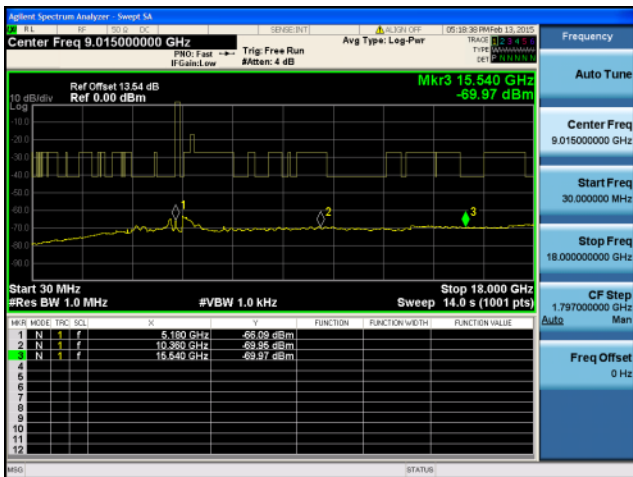 Agilent Spectrum Analyzer - Swept SA
RL RF 50 Ω DC SENSE:INT ALIGN OFF 05:18:38 PM Feb 13, 2015
Center Freq 9.015000000 GHz
PNO: Fast
IFGain:Low
Trig: Free Run
#Atten: 4 dB
Avg Type: Log-Pwr
TRACE 1 2 3 4 5 6
TYPE
DET P N N N N N
Frequency
Auto Tune
Center Freq
9.015000000 GHz
Start Freq
30.000000 MHz
Stop Freq
18.000000000 GHz
CF Step
1.797000000 GHz
Auto Man
Freq Offset
0 Hz
Mkr3 15.540 GHz
-69.97 dBm
Ref Offset 13.54 dB
Ref 0.00 dBm
10 dB/div
Log
-10.0
-20.0
-30.0
-40.0
-50.0
-60.0
-70.0
-80.0
-90.0
1
2
3
Start 30 MHz
Stop 18.000 GHz
#Res BW 1.0 MHz
#VBW 1.0 kHz
Sweep 14.0 s (1001 pts)
MKR MODE TRC SCL X Y FUNCTION FUNCTION WIDTH FUNCTION VALUE
1 N 1 f 5.180 GHz -66.09 dBm
2 N 1 f 10.360 GHz -69.95 dBm
3 N 1 f 15.540 GHz -69.97 dBm
4
5
6
7
8
9
10
11
12
MSG
STATUS